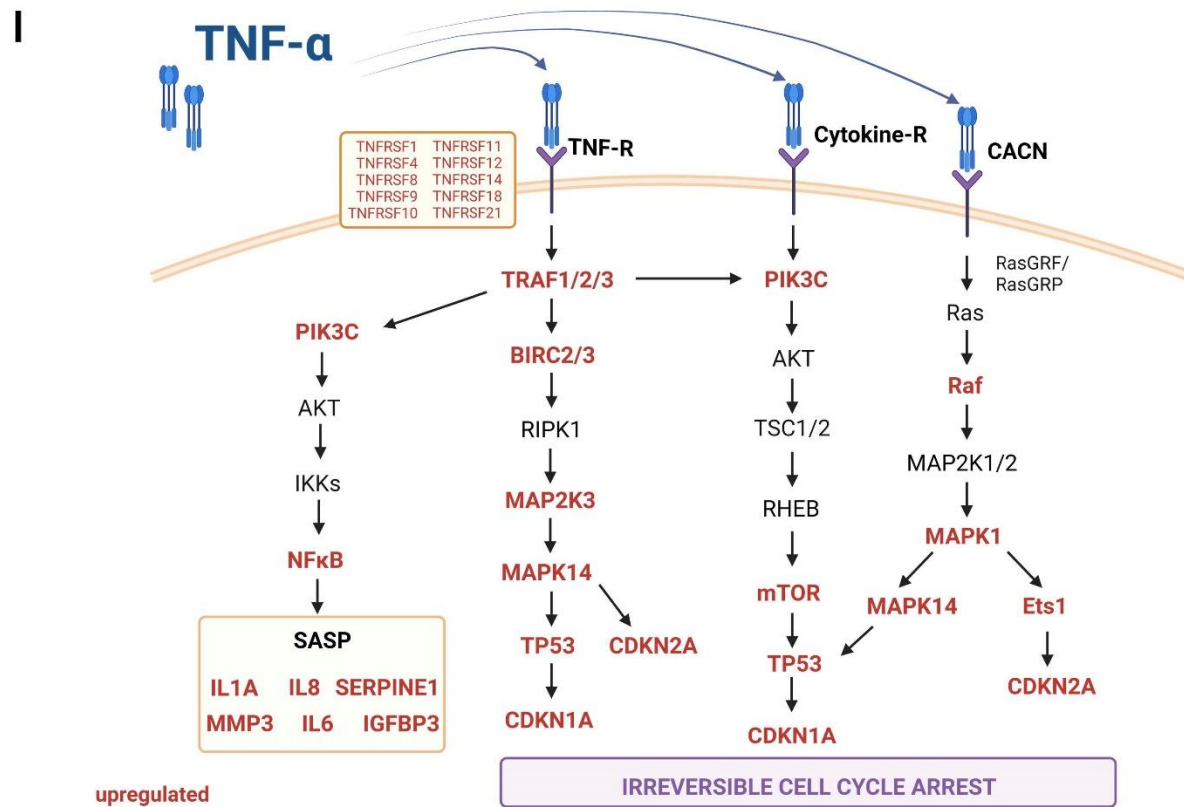 I
TNF-α
TNFRSF1 TNFRSF11
TNFRSF4 TNFRSF12
TNFRSF8 TNFRSF14
TNFRSF9 TNFRSF18
TNFRSF10 TNFRSF21
TNF-R
Cytokine-R
CACN
TRAF1/2/3
PIK3C
RasGRF/
RasGRP
Ras
PIK3C
BIRC2/3
AKT
Raf
AKT
RIPK1
TSC1/2
MAP2K1/2
IKKs
MAP2K3
RHEB
MAPK1
NFκB
MAPK14
mTOR
MAPK14
Ets1
SASP
IL1A IL8 SERPINE1
MMP3 IL6 IGFBP3
TP53
CDKN2A
TP53
CDKN2A
CDKN1A
CDKN1A
IRREVERSIBLE CELL CYCLE ARREST
upregulated